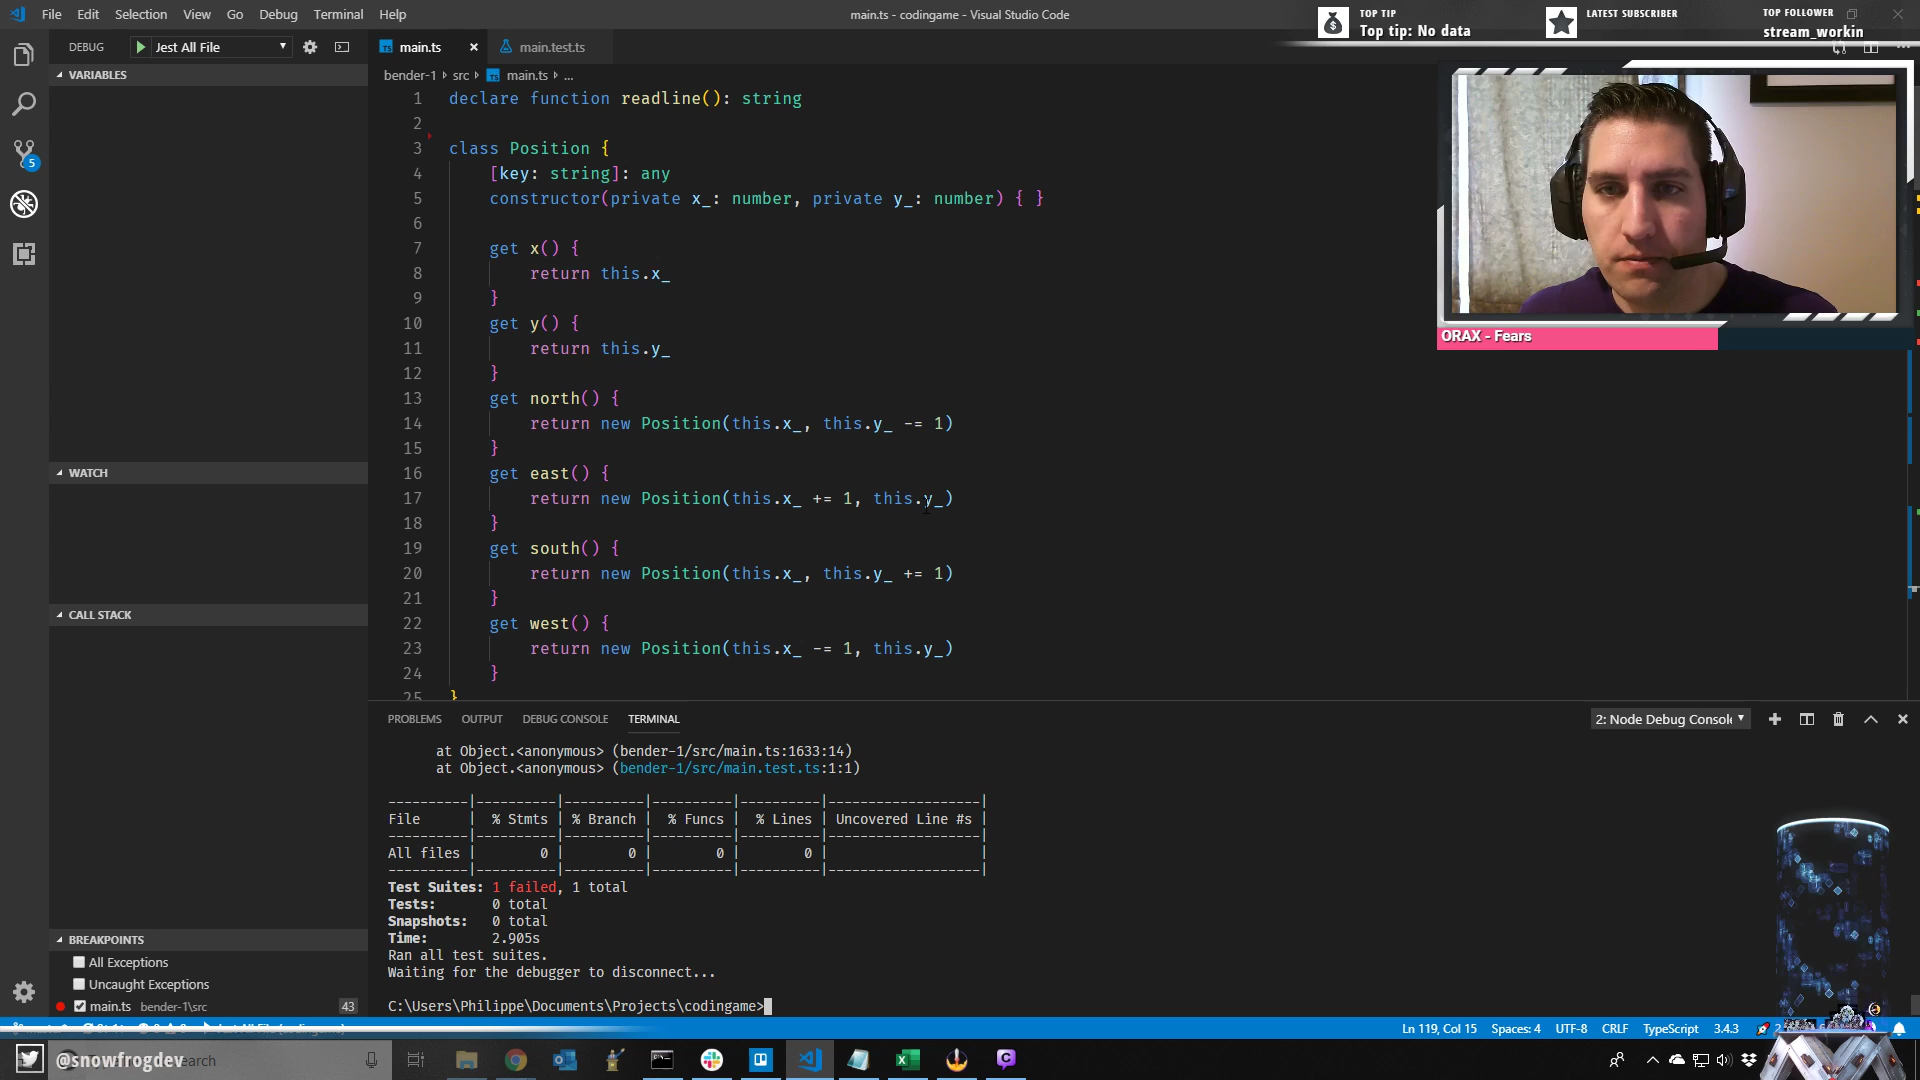 File Edit Selection View Go Debug Terminal Help
main.ts - codingame - Visual Studio Code
TOP TIP
Top tip: No data
LATEST SUBSCRIBER
TOP FOLLOWER
stream_workin
DEBUG
Jest All File
main.ts
main.test.ts
VARIABLES
bender-1 src main.ts ...
1 declare function readline(): string
2
3 class Position {
4 [key: string]: any
5 constructor(private x_: number, private y_: number) { }
6
7 get x() {
8 return this.x_
9 }
10 get y() {
11 return this.y_
12 }
13 get north() {
14 return new Position(this.x_, this.y_ -= 1)
15 }
16 get east() {
17 return new Position(this.x_ += 1, this.y_)
18 }
19 get south() {
20 return new Position(this.x_, this.y_ += 1)
21 }
22 get west() {
23 return new Position(this.x_ -= 1, this.y_)
24 }
25 }
ORAX - Fears
5
WATCH
CALL STACK
BREAKPOINTS
All Exceptions
Uncaught Exceptions
main.ts bender-1\src 43
PROBLEMS OUTPUT DEBUG CONSOLE TERMINAL
2: Node Debug Console
at Object.<anonymous> (bender-1/src/main.ts:1633:14)
at Object.<anonymous> (bender-1/src/main.test.ts:1:1)
----------|----------|----------|----------|----------|-------------------|
File | % Stmts | % Branch | % Funcs | % Lines | Uncovered Line #s |
----------|----------|----------|----------|----------|-------------------|
All files | 0 | 0 | 0 | 0 | |
----------|----------|----------|----------|----------|-------------------|
Test Suites: 1 failed, 1 total
Tests: 0 total
Snapshots: 0 total
Time: 2.905s
Ran all test suites.
Waiting for the debugger to disconnect...
C:\Users\Philippe\Documents\Projects\codingame>
Ln 119, Col 15 Spaces: 4 UTF-8 CRLF TypeScript 3.4.3
@snowfrogdev